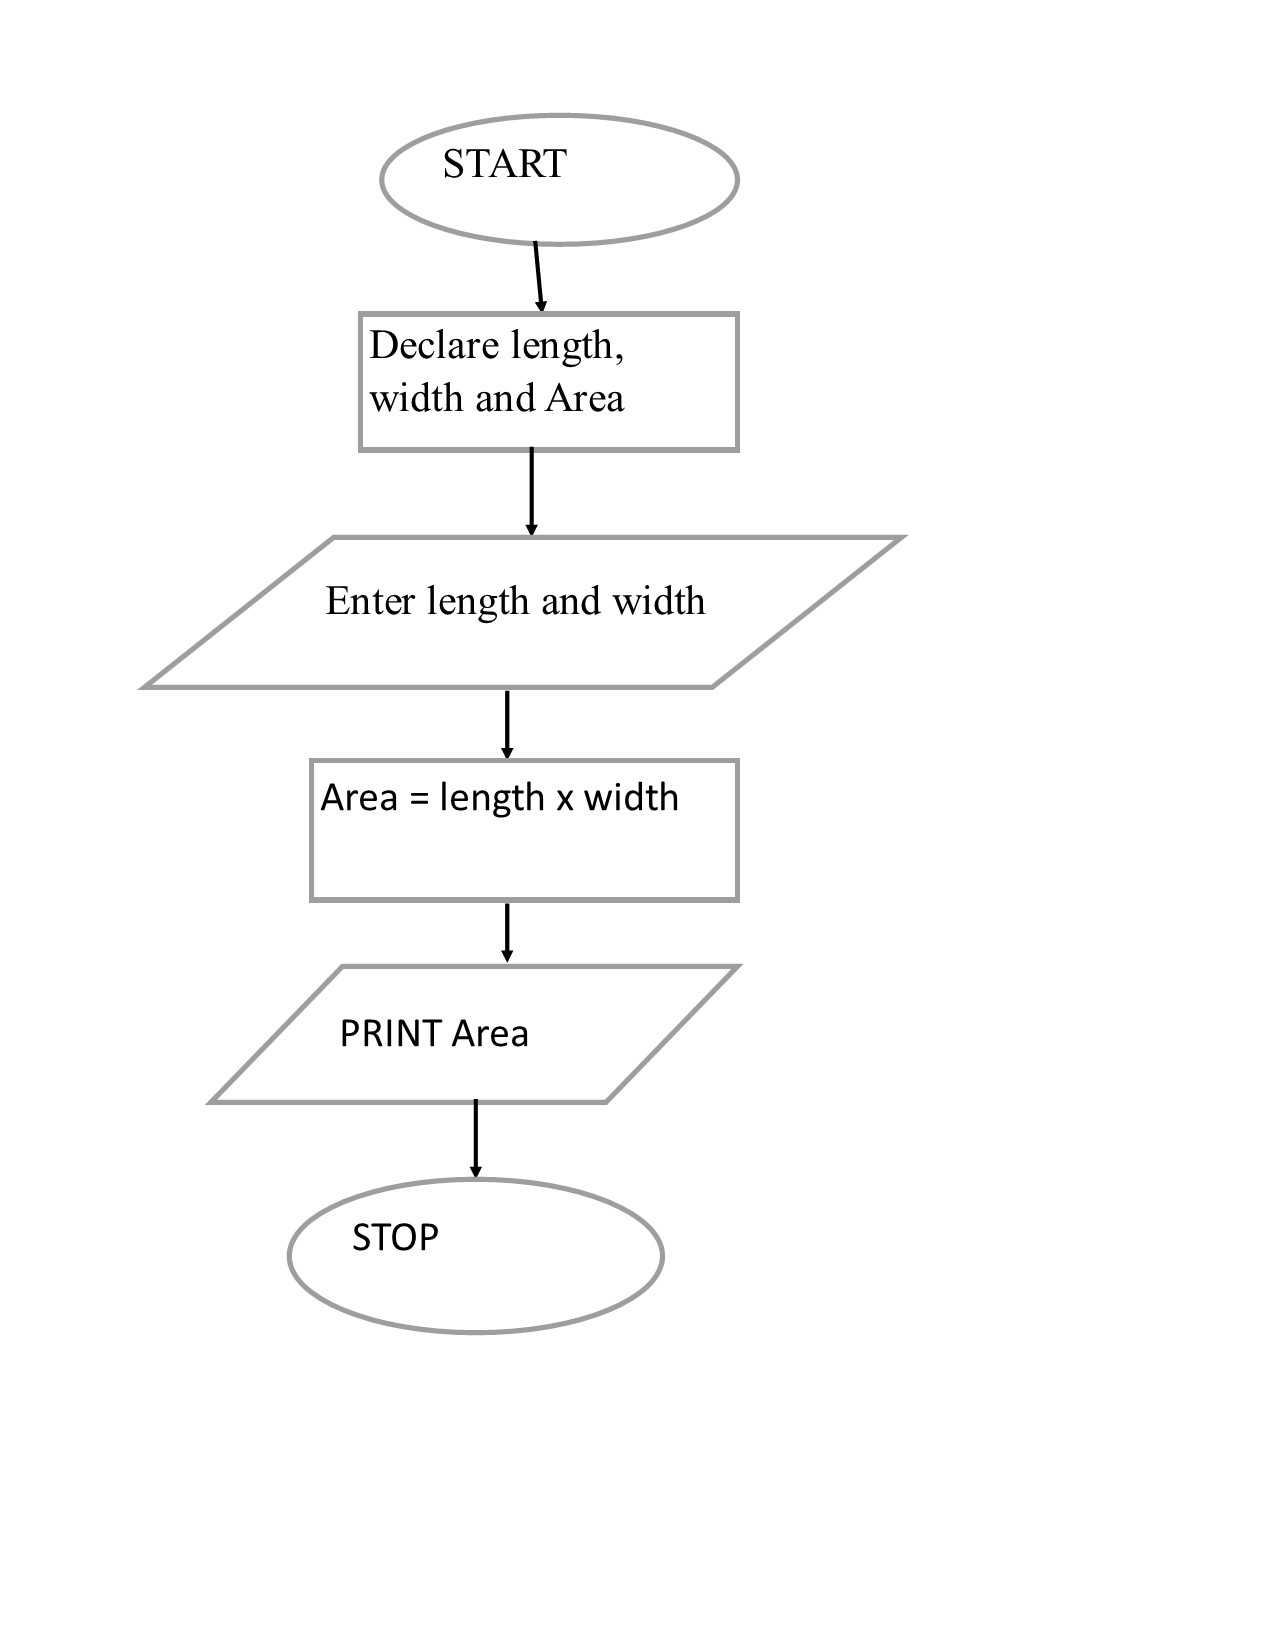 START
Declare length,
width and Area
Enter length and width
Area = length x width
PRINT Area
STOP